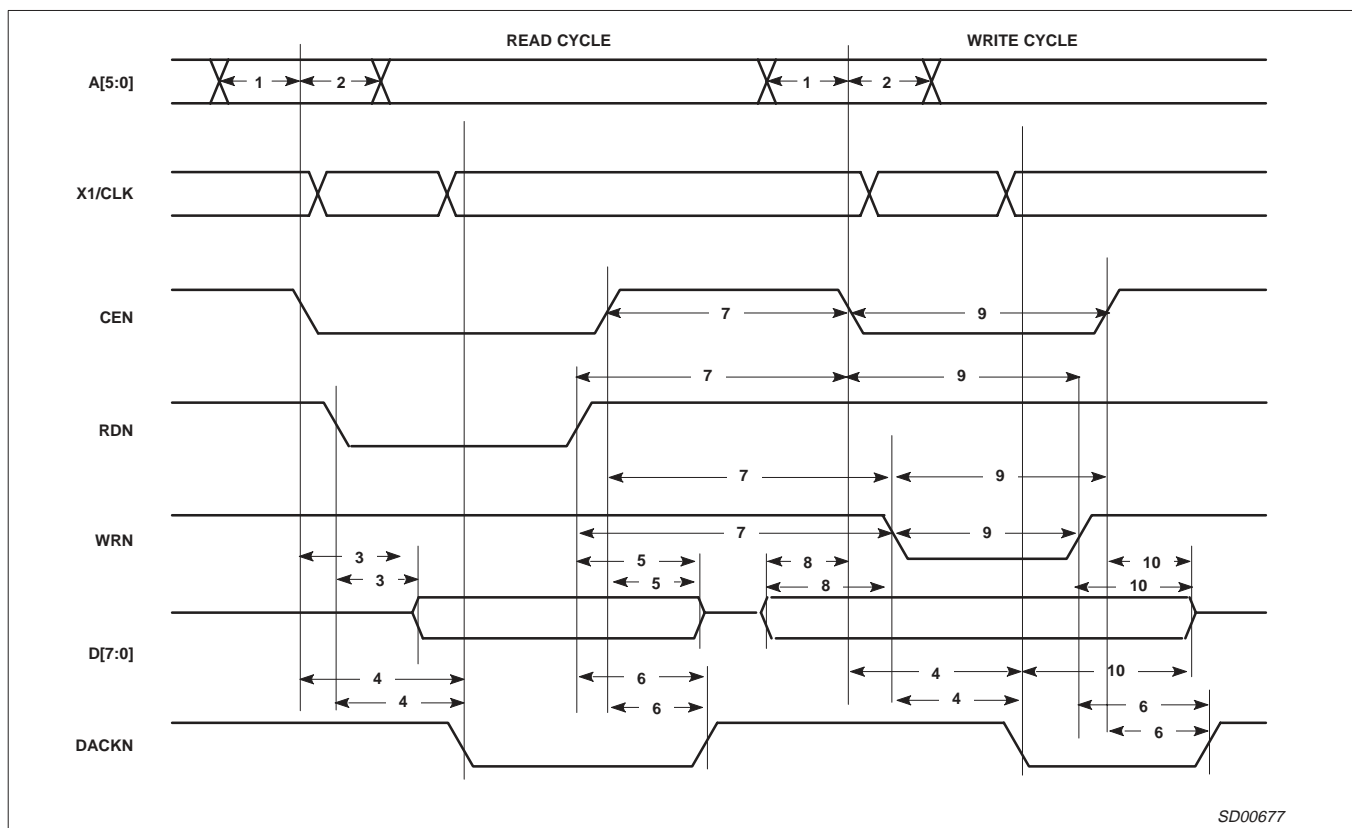 READ CYCLE WRITE CYCLE
A[5:0] 1 2 1 2
X1/CLK
CEN 7 9
7 9
RDN
7 9
WRN 7 9
3 5 8 10
3 5 8 10
D[7:0]
4 6 4 10
4 6 4 6
DACKN 6
SD00677